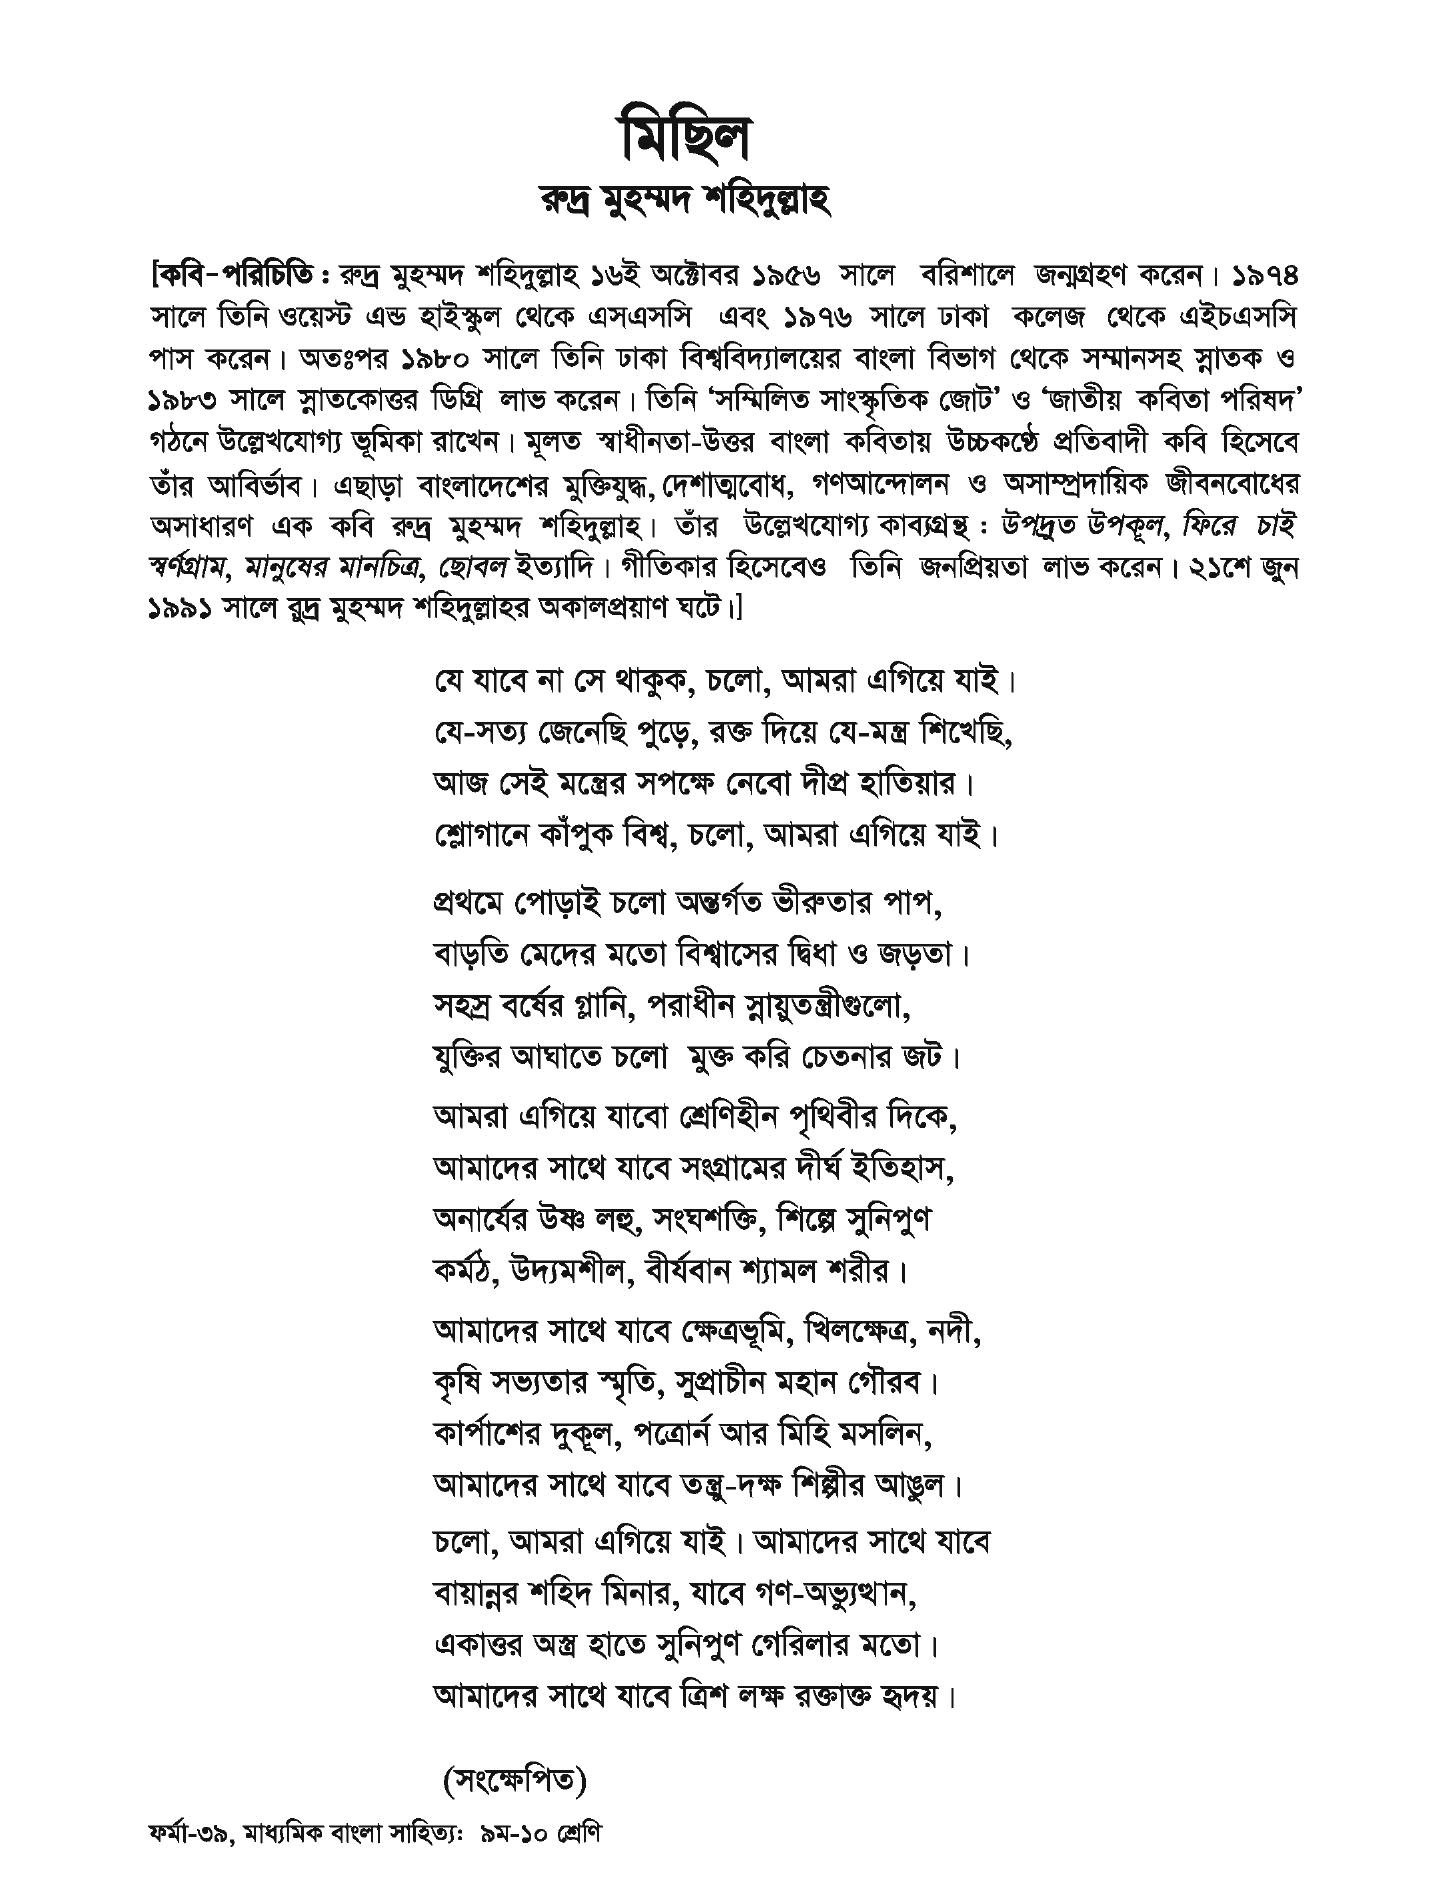 মিছিল
রুদ্র মুহম্মদ শহিদুল্লাহ
[কবি-পরিচিতি : রুদ্র মুহম্মদ শহিদুল্লাহ ১৬ই অক্টোবর ১৯৫৬ সালে বরিশালে জন্মগ্রহণ করেন। ১৯৭৪
সালে তিনি ওয়েস্ট এন্ড হাইস্কুল থেকে এসএসসি এবং ১৯৭৬ সালে ঢাকা কলেজ থেকে এইচএসসি
পাস করেন। অতঃপর ১৯৮০ সালে তিনি ঢাকা বিশ্ববিদ্যালয়ের বাংলা বিভাগ থেকে সম্মানসহ স্নাতক ও
১৯৮৩ সালে স্নাতকোত্তর ডিগ্রি লাভ করেন। তিনি ‘সম্মিলিত সাংস্কৃতিক জোট’ ও ‘জাতীয় কবিতা পরিষদ’
গঠনে উল্লেখযোগ্য ভূমিকা রাখেন। মূলত স্বাধীনতা-উত্তর বাংলা কবিতায় উচ্চকণ্ঠে প্রতিবাদী কবি হিসেবে
তাঁর আবির্ভাব। এছাড়া বাংলাদেশের মুক্তিযুদ্ধ, দেশাত্মবোধ, গণআন্দোলন ও অসাম্প্রদায়িক জীবনবোধের
অসাধারণ এক কবি রুদ্র মুহম্মদ শহিদুল্লাহ। তাঁর উল্লেখযোগ্য কাব্যগ্রন্থ : উপদ্রুত উপকূল, ফিরে চাই
স্বর্ণগ্রাম, মানুষের মানচিত্র, ছোবল ইত্যাদি। গীতিকার হিসেবেও তিনি জনপ্রিয়তা লাভ করেন। ২১শে জুন
১৯৯১ সালে রুদ্র মুহম্মদ শহিদুল্লাহর অকালপ্রয়াণ ঘটে।]
যে যাবে না সে থাকুক, চলো, আমরা এগিয়ে যাই।
যে-সত্য জেনেছি পুড়ে, রক্ত দিয়ে যে-মন্ত্র শিখেছি,
আজ সেই মন্ত্রের সপক্ষে নেবো দীপ্র হাতিয়ার।
শ্লোগানে কাঁপুক বিশ্ব, চলো, আমরা এগিয়ে যাই।
প্রথমে পোড়াই চলো অন্তর্গত ভীরুতার পাপ,
বাড়তি মেদের মতো বিশ্বাসের দ্বিধা ও জড়তা।
সহস্র বর্ষের গ্লানি, পরাধীন স্নায়ুতন্ত্রীগুলো,
যুক্তির আঘাতে চলো মুক্ত করি চেতনার জট।
আমরা এগিয়ে যাবো শ্রেণিহীন পৃথিবীর দিকে,
আমাদের সাথে যাবে সংগ্রামের দীর্ঘ ইতিহাস,
অনার্যের উষ্ণ লহু, সংঘশক্তি, শিল্পে সুনিপুণ
কর্মঠ, উদ্যমশীল, বীর্যবান শ্যামল শরীর।
আমাদের সাথে যাবে ক্ষেত্রভূমি, খিলক্ষেত্র, নদী,
কৃষি সভ্যতার স্মৃতি, সুপ্রাচীন মহান গৌরব।
কার্পাশের দুকূল, পত্রোর্ন আর মিহি মসলিন,
আমাদের সাথে যাবে তন্তু-দক্ষ শিল্পীর আঙুল।
চলো, আমরা এগিয়ে যাই। আমাদের সাথে যাবে
বায়ান্নর শহিদ মিনার, যাবে গণ-অভ্যুত্থান,
একাত্তর অস্ত্র হাতে সুনিপুণ গেরিলার মতো।
আমাদের সাথে যাবে ত্রিশ লক্ষ রক্তাক্ত হৃদয়।
(সংক্ষেপিত)
ফর্মা-৩৯, মাধ্যমিক বাংলা সাহিত্য: ৯ম-১০ শ্রেণি